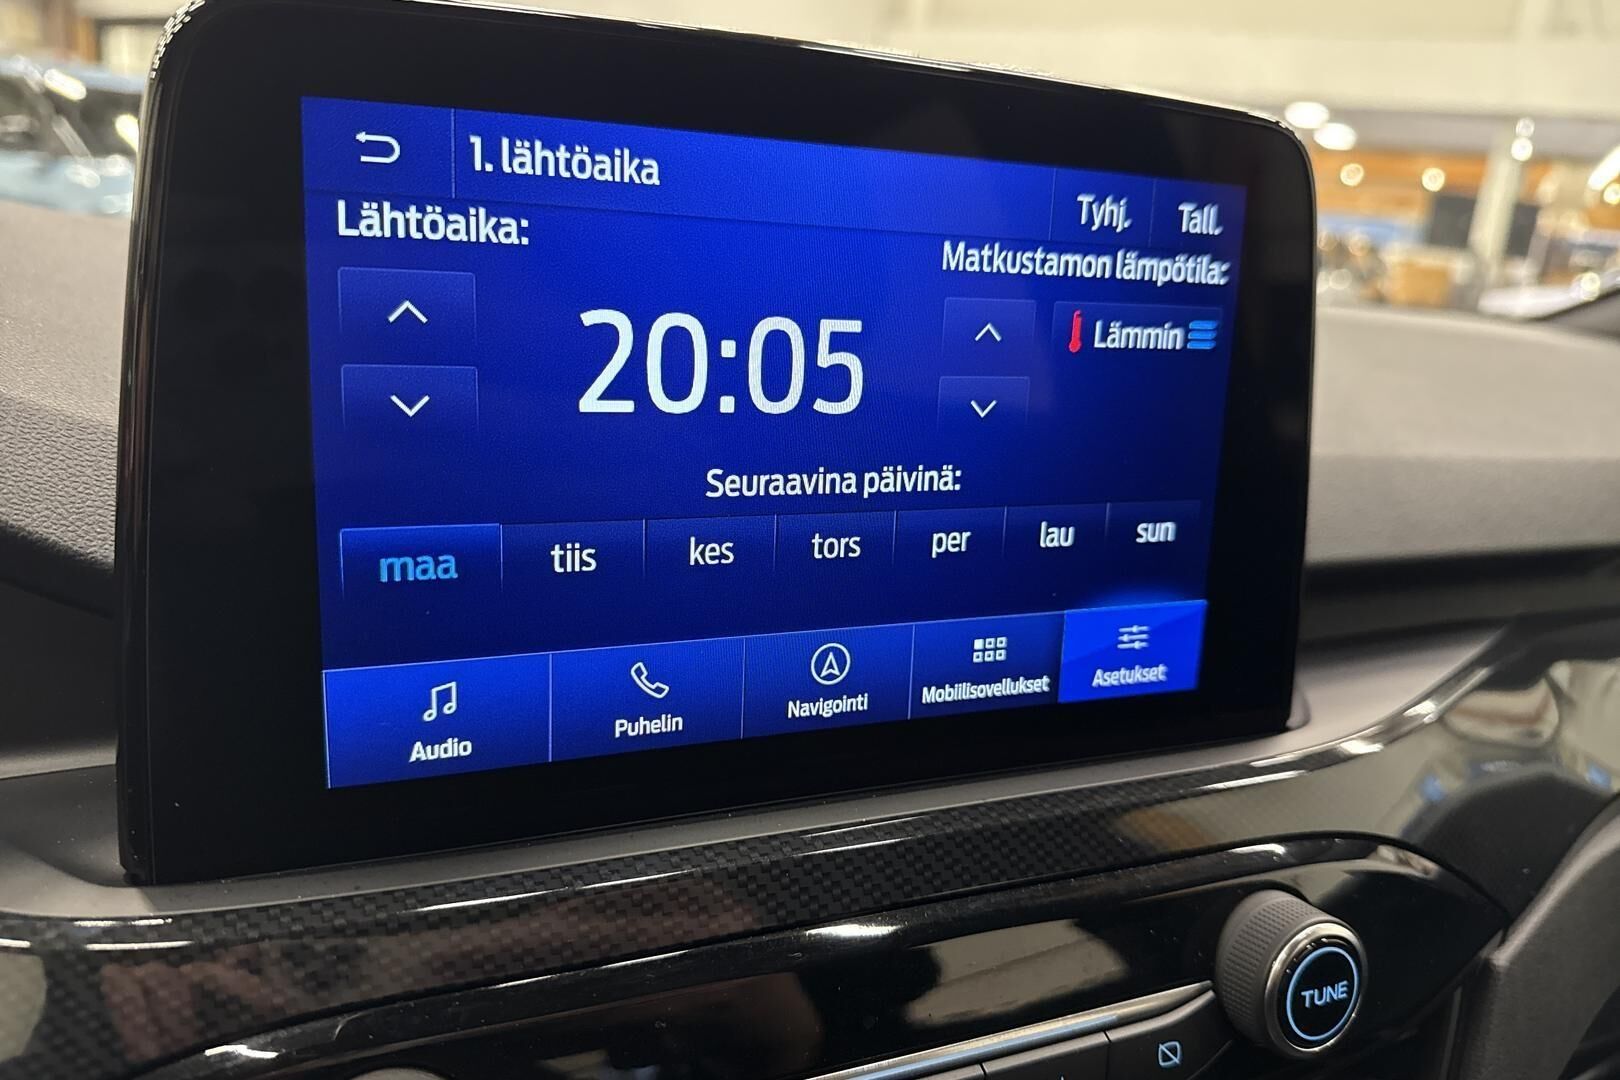 1. lähtöaika
Tyhj. Tall.
Lähtöaika:
Matkustamon lämpötila:
20:05
Lämmin
Seuraavina päivinä:
maa tiis kes tors per lau sun
Audio Puhelin Navigointi Mobiilisovellukset Asetukset
TUNE